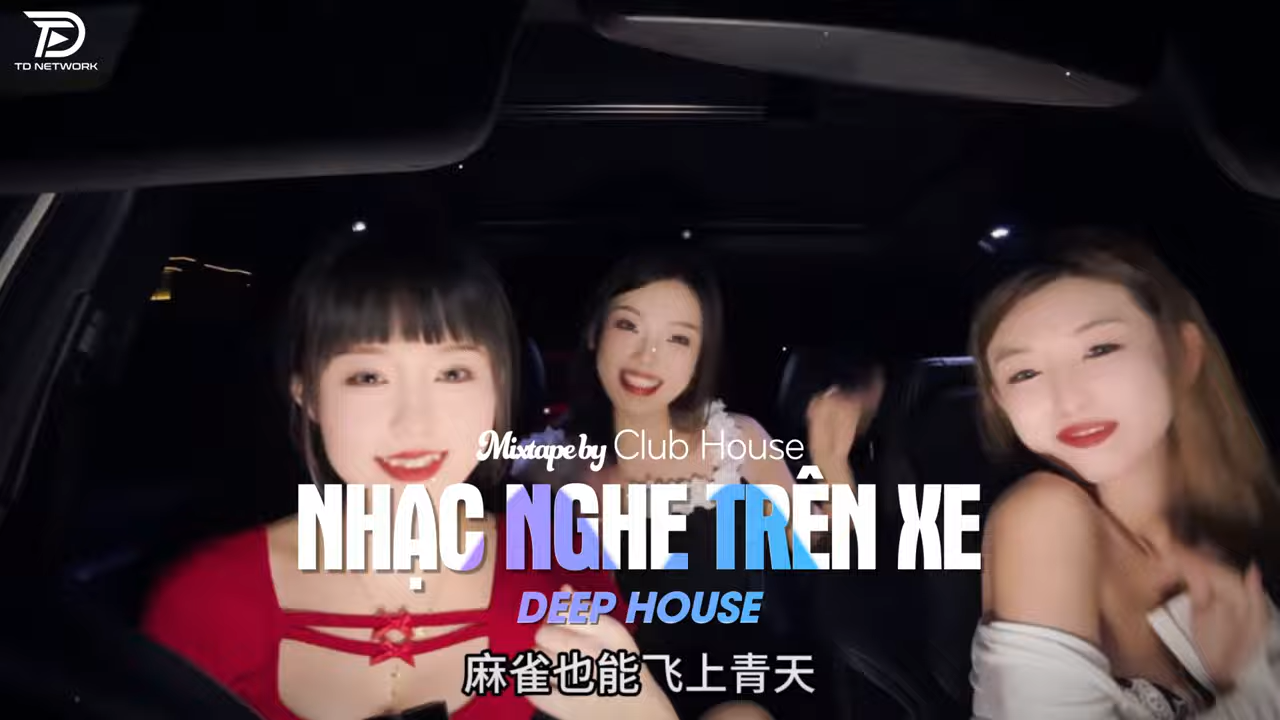 TD NETWORK
Mixtape by Club House
NHẠC NGHE TRÊN XE
DEEP HOUSE
麻雀也能飞上青天